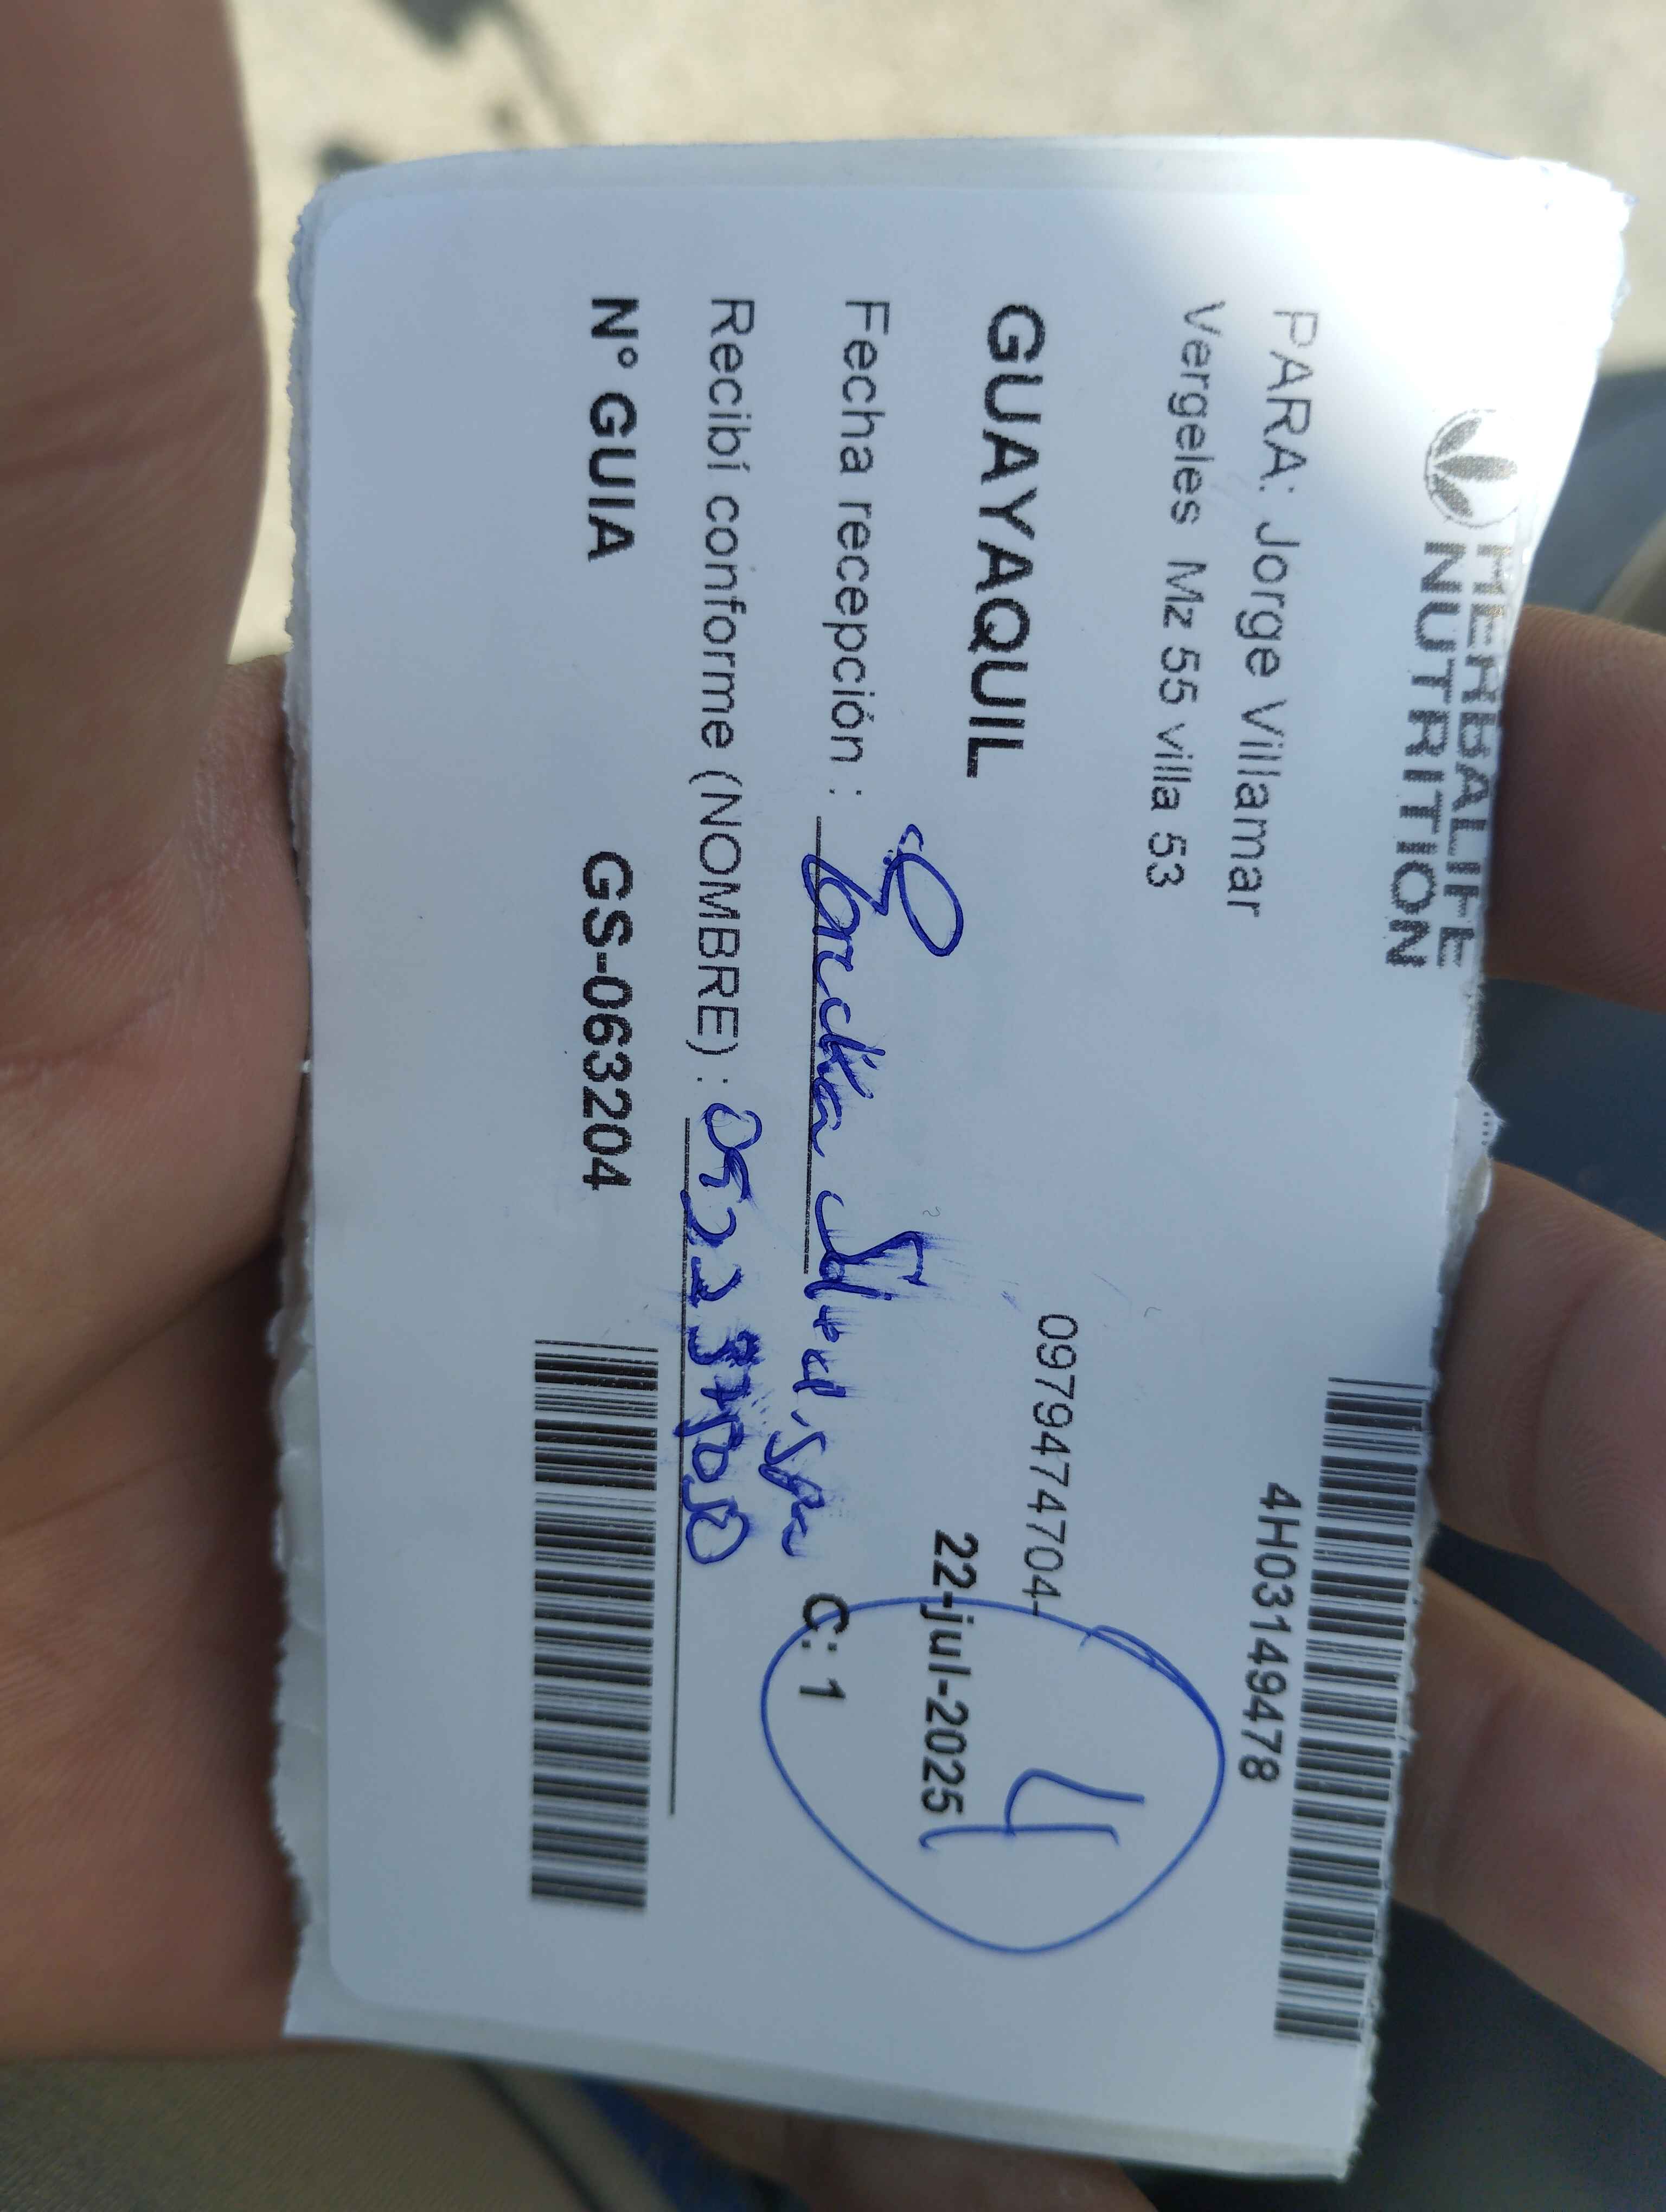 HERBALIFE
NUTRITION
4H03149478
PARA: Jorge Villamar
Vergeles Mz 55 villa 53
0979474704-
4
GUAYAQUIL
22-jul-2025
Fecha recepción :
C: 1
Recibí conforme (NOMBRE) :
N° GUIA GS-063204